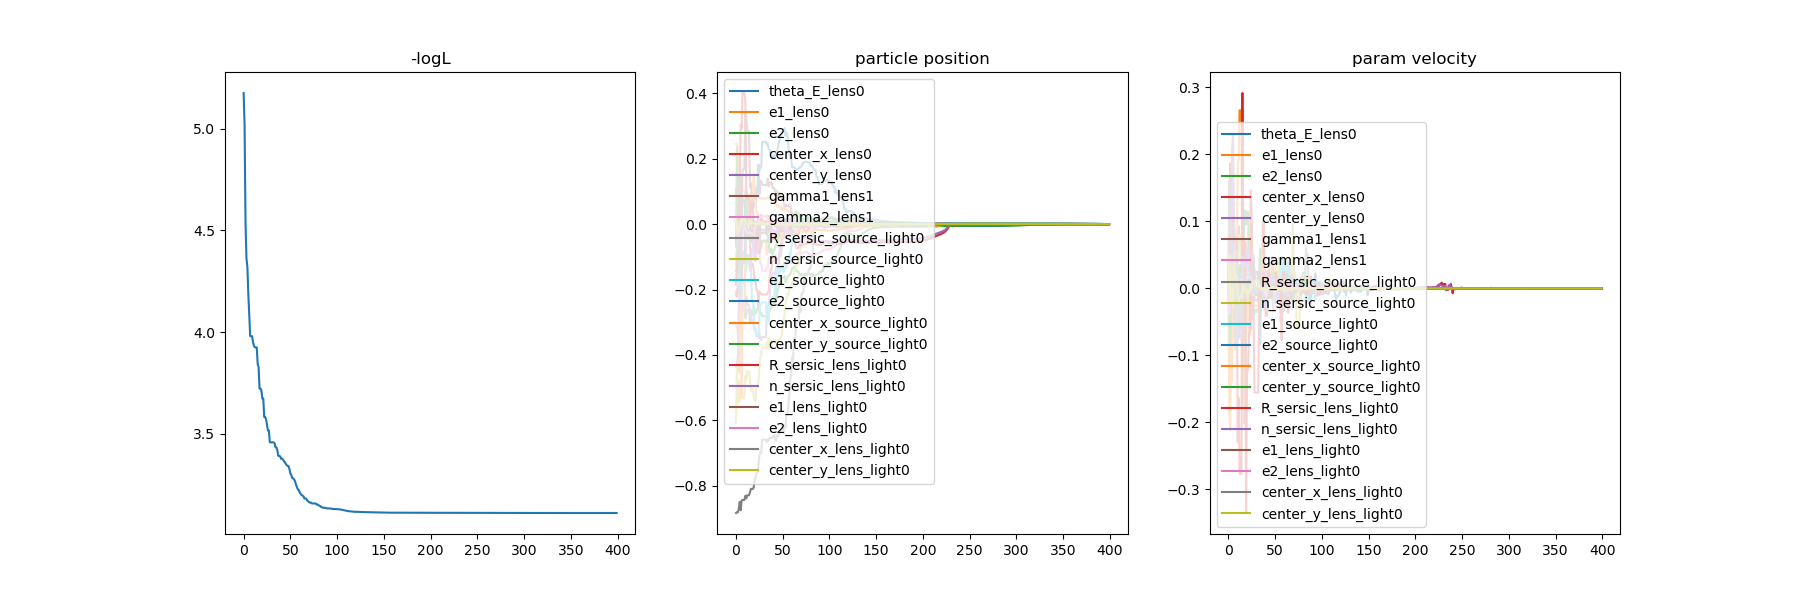 -logL
5.0
4.5
4.0
3.5
0 50 100 150 200 250 300 350 400
particle position
0.4
0.2
0.0
−0.2
−0.4
−0.6
−0.8
theta_E_lens0
e1_lens0
e2_lens0
center_x_lens0
center_y_lens0
gamma1_lens1
gamma2_lens1
R_sersic_source_light0
n_sersic_source_light0
e1_source_light0
e2_source_light0
center_x_source_light0
center_y_source_light0
R_sersic_lens_light0
n_sersic_lens_light0
e1_lens_light0
e2_lens_light0
center_x_lens_light0
center_y_lens_light0
0 50 100 150 200 250 300 350 400
param velocity
0.3
0.2
0.1
0.0
−0.1
−0.2
−0.3
theta_E_lens0
e1_lens0
e2_lens0
center_x_lens0
center_y_lens0
gamma1_lens1
gamma2_lens1
R_sersic_source_light0
n_sersic_source_light0
e1_source_light0
e2_source_light0
center_x_source_light0
center_y_source_light0
R_sersic_lens_light0
n_sersic_lens_light0
e1_lens_light0
e2_lens_light0
center_x_lens_light0
center_y_lens_light0
0 50 100 150 200 250 300 350 400